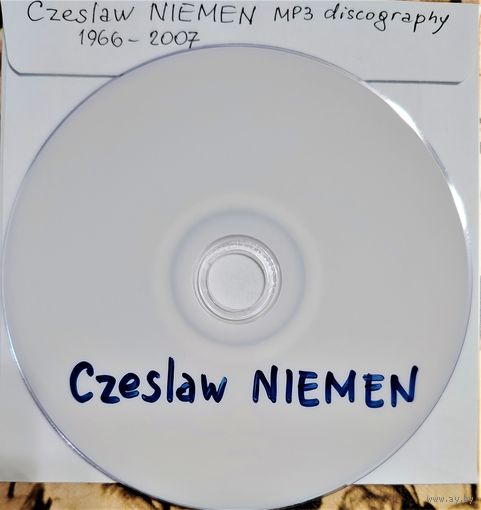 Czeslaw NIEMEN MP3 discography
1966 - 2007
Czeslaw NIEMEN
www.ay.by